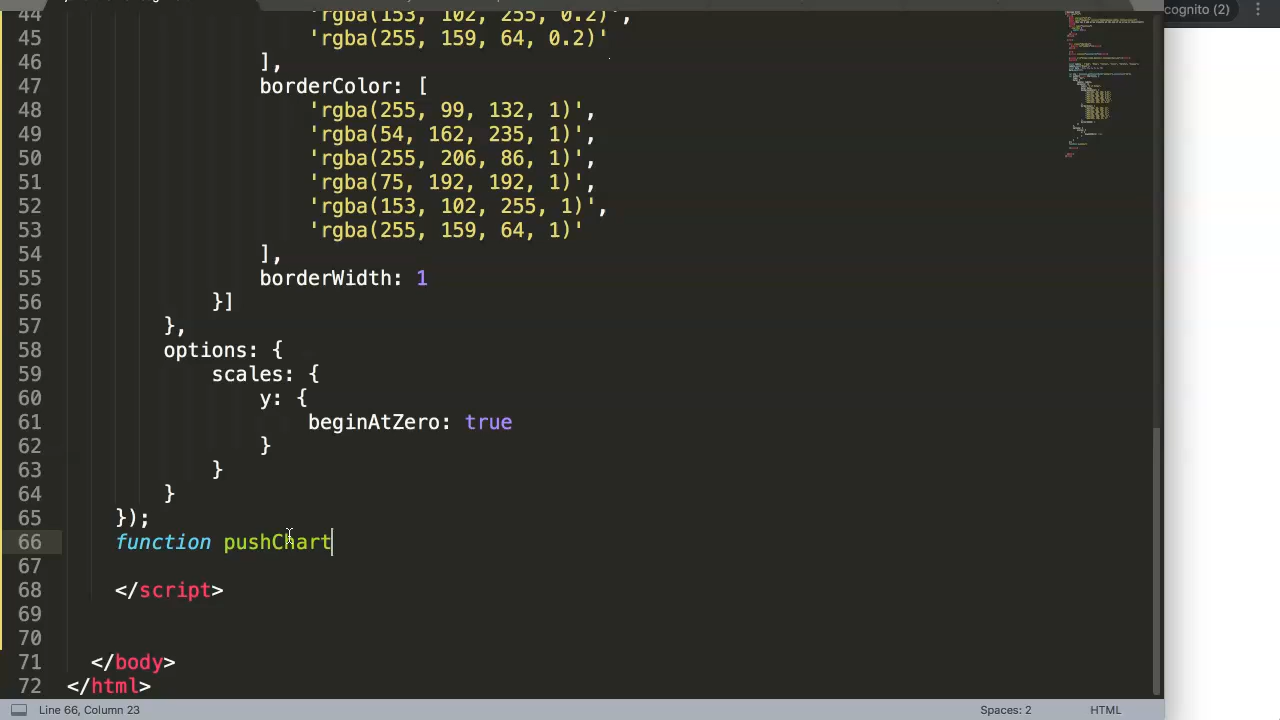 cognito (2)
44 'rgba(153, 102, 255, 0.2)',
45 'rgba(255, 159, 64, 0.2)'
46 ],
47 borderColor: [
48 'rgba(255, 99, 132, 1)',
49 'rgba(54, 162, 235, 1)',
50 'rgba(255, 206, 86, 1)',
51 'rgba(75, 192, 192, 1)',
52 'rgba(153, 102, 255, 1)',
53 'rgba(255, 159, 64, 1)'
54 ],
55 borderWidth: 1
56 }]
57 },
58 options: {
59 scales: {
60 y: {
61 beginAtZero: true
62 }
63 }
64 }
65 });
66 function pushChart
67
68 </script>
69
70
71 </body>
72 </html>
Line 66, Column 23 Spaces: 2 HTML